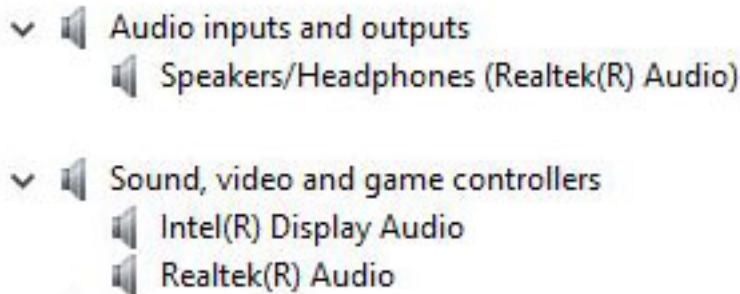 Audio inputs and outputs
Speakers/Headphones (Realtek(R) Audio)
Sound, video and game controllers
Intel(R) Display Audio
Realtek(R) Audio